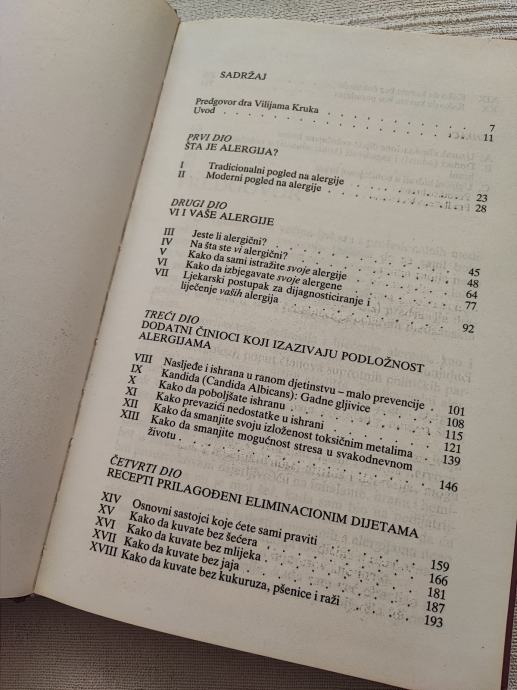 SADRŽAJ
Predgovor dra Vilijama Kruka . . . . . . . . . . . 7
Uvod . . . . . . . . . . . 11
PRVI DIO
ŠTA JE ALERGIJA?
I Tradicionalni pogled na alergije . . . . . . . . . . . 23
II Moderni pogled na alergije . . . . . . . . . . . 28
DRUGI DIO
VI I VAŠE ALERGIJE
III Jeste li alergični? . . . . . . . . . . . 45
IV Na šta ste vi alergični? . . . . . . . . . . . 48
V Kako da sami istražite svoje alergije . . . . . . . . . . . 64
VI Kako da izbjegavate svoje alergene . . . . . . . . . . . 77
VII Ljekarski postupak za dijagnosticiranje i
liječenje vaših alergija . . . . . . . . . . . 92
TREĆI DIO
DODATNI ČINIOCI KOJI IZAZIVAJU PODLOŽNOST
ALERGIJAMA
VIII Nasljeđe i ishrana u ranom djetinstvu – malo prevencije . 101
IX Kandida (Candida Albicans): Gadne gljivice . . . . 108
X Kako da poboljšate ishranu . . . . . . . . . . . 115
XI Kako prevazići nedostatke u ishrani . . . . . . . . . . . 121
XII Kako da smanjite svoju izloženost toksičnim metalima . 139
XIII Kako da smanjite mogućnost stresa u svakodnevnom
životu . . . . . . . . . . . 146
ČETVRTI DIO
RECEPTI PRILAGOĐENI ELIMINACIONIM DIJETAMA
XIV Osnovni sastojci koje ćete sami praviti . . . . . . . 159
XV Kako da kuvate bez šećera . . . . . . . . . . . 166
XVI Kako da kuvate bez mlijeka . . . . . . . . . . . 181
XVII Kako da kuvate bez jaja . . . . . . . . . . . 187
XVIII Kako da kuvate bez kukuruza, pšenice i raži . . . . 193